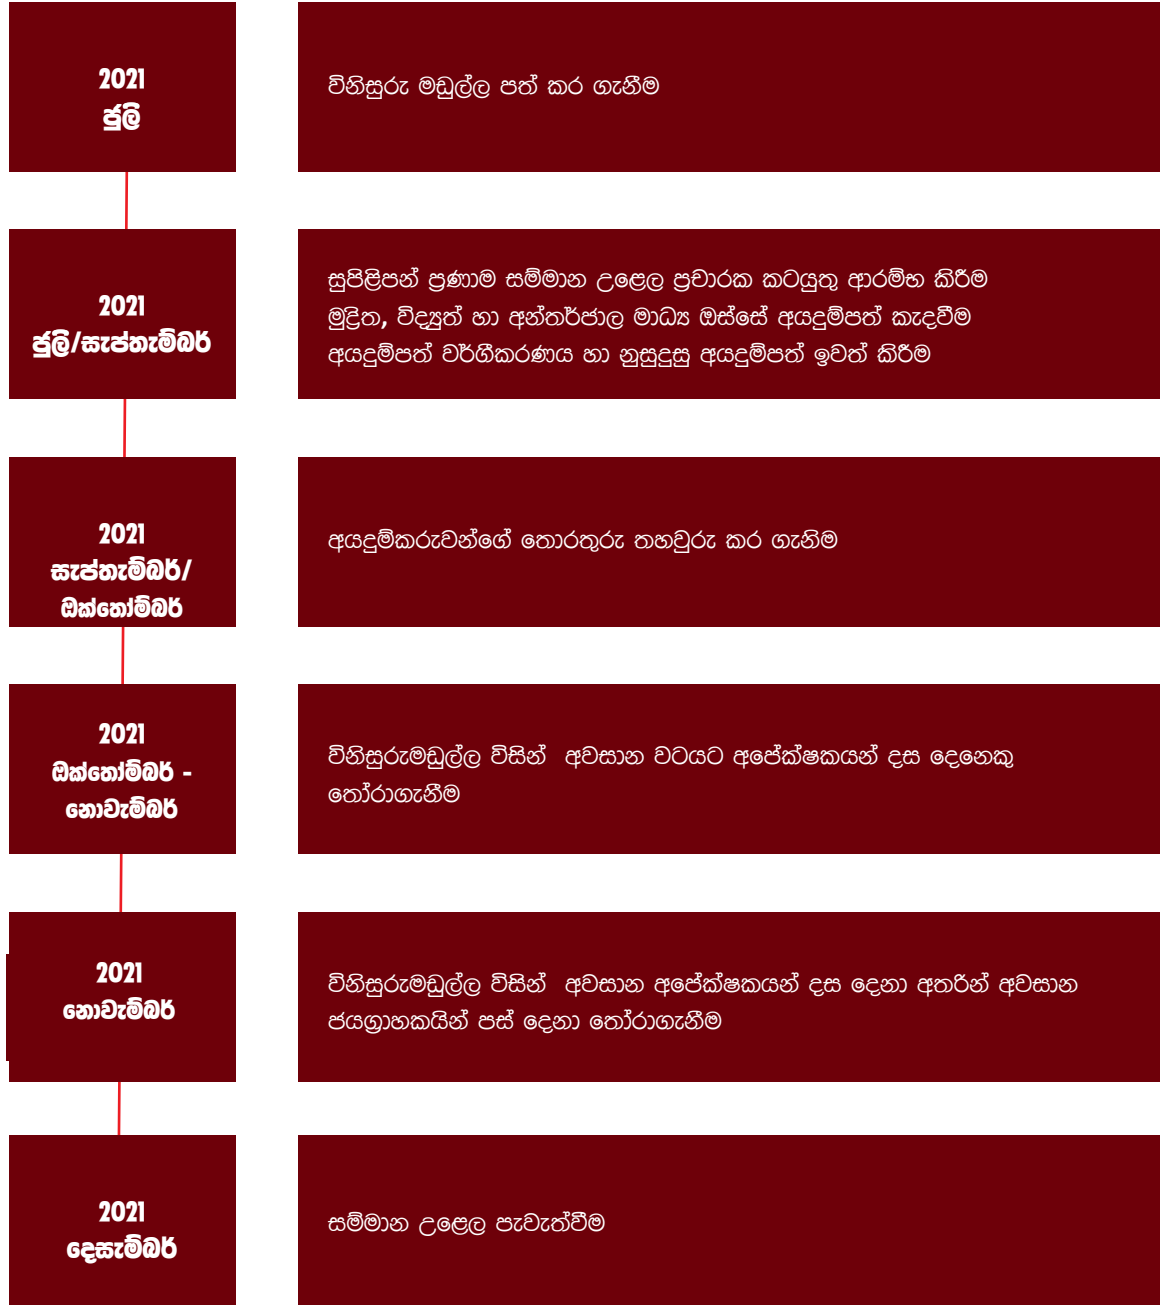 2021
ජුලි
විනිසුරු මඩුල්ල පත් කර ගැනීම
2021
ජුලි/සැප්තැම්බර්
සුපිළිපන් ප්‍රණාම සම්මාන උළෙල ප්‍රචාරක කටයුතු ආරම්භ කිරීම
මුද්‍රිත, විද්‍යුත් හා අන්තර්ජාල මාධ්‍ය ඔස්සේ අයදුම්පත් කැදවීම
අයදුම්පත් වර්ගීකරණය හා නුසුදුසු අයදුම්පත් ඉවත් කිරීම
2021
සැප්තැම්බර්/
ඔක්තෝම්බර්
අයදුම්කරුවන්ගේ තොරතුරු තහවුරු කර ගැනිම
2021
ඔක්තෝම්බර් -
නොවැම්බර්
විනිසුරුමඩුල්ල විසින්  අවසාන වටයට අපේක්ෂකයන් දස දෙනෙකු
තෝරාගැනීම
2021
නොවැම්බර්
විනිසුරුමඩුල්ල විසින්  අවසාන අපේක්ෂකයන් දස දෙනා අතරින් අවසාන
ජයග්‍රාහකයින් පස් දෙනා තෝරාගැනීම
2021
දෙසැම්බර්
සම්මාන උළෙල පැවැත්වීම